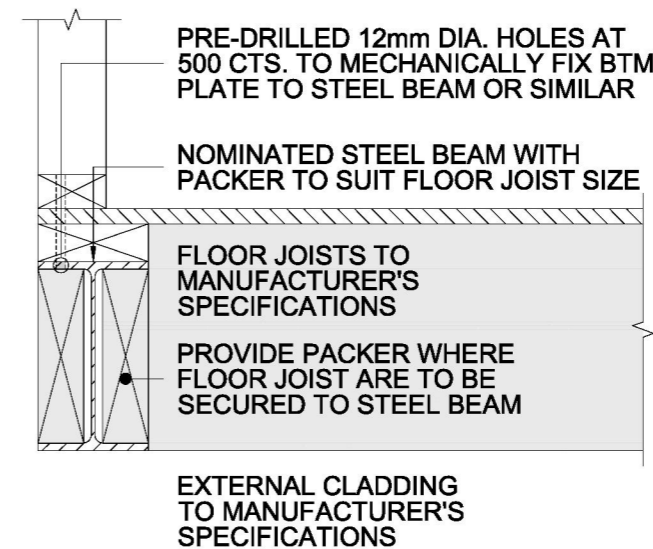 PRE-DRILLED 12mm DIA. HOLES AT
500 CTS. TO MECHANICALLY FIX BTM
PLATE TO STEEL BEAM OR SIMILAR
NOMINATED STEEL BEAM WITH
PACKER TO SUIT FLOOR JOIST SIZE
FLOOR JOISTS TO
MANUFACTURER'S
SPECIFICATIONS
PROVIDE PACKER WHERE
FLOOR JOIST ARE TO BE
SECURED TO STEEL BEAM
EXTERNAL CLADDING
TO MANUFACTURER'S
SPECIFICATIONS